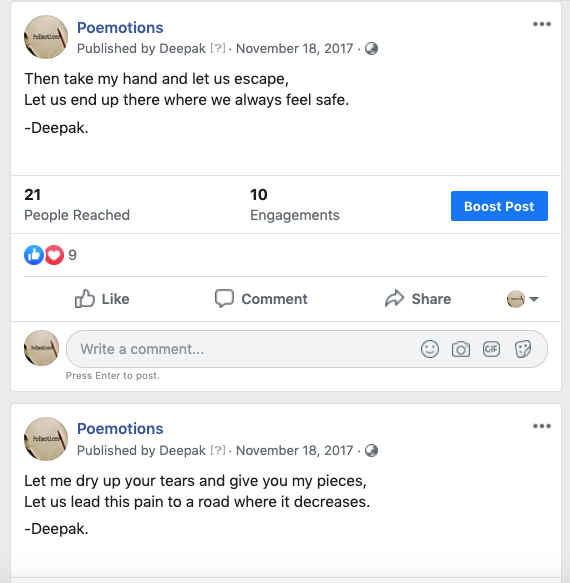 Poemotions
Published by Deepak [?] · November 18, 2017 ·
Then take my hand and let us escape,
Let us end up there where we always feel safe.
-Deepak.
21
People Reached
10
Engagements
Boost Post
9
Like
Comment
Share
Write a comment...
GIF
Press Enter to post.
Poemotions
Published by Deepak [?] · November 18, 2017 ·
Let me dry up your tears and give you my pieces,
Let us lead this pain to a road where it decreases.
-Deepak.